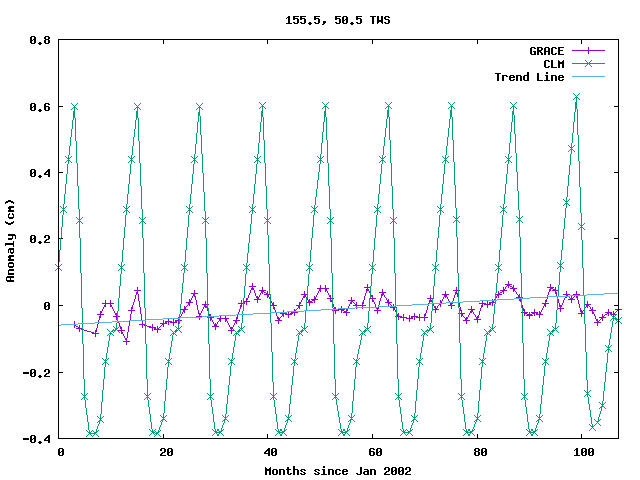 155.5, 50.5 TWS
GRACE
CLM
Trend Line
0.8
0.6
0.4
0.2
0
-0.2
-0.4
Anomaly (cm)
0 20 40 60 80 100
Months since Jan 2002